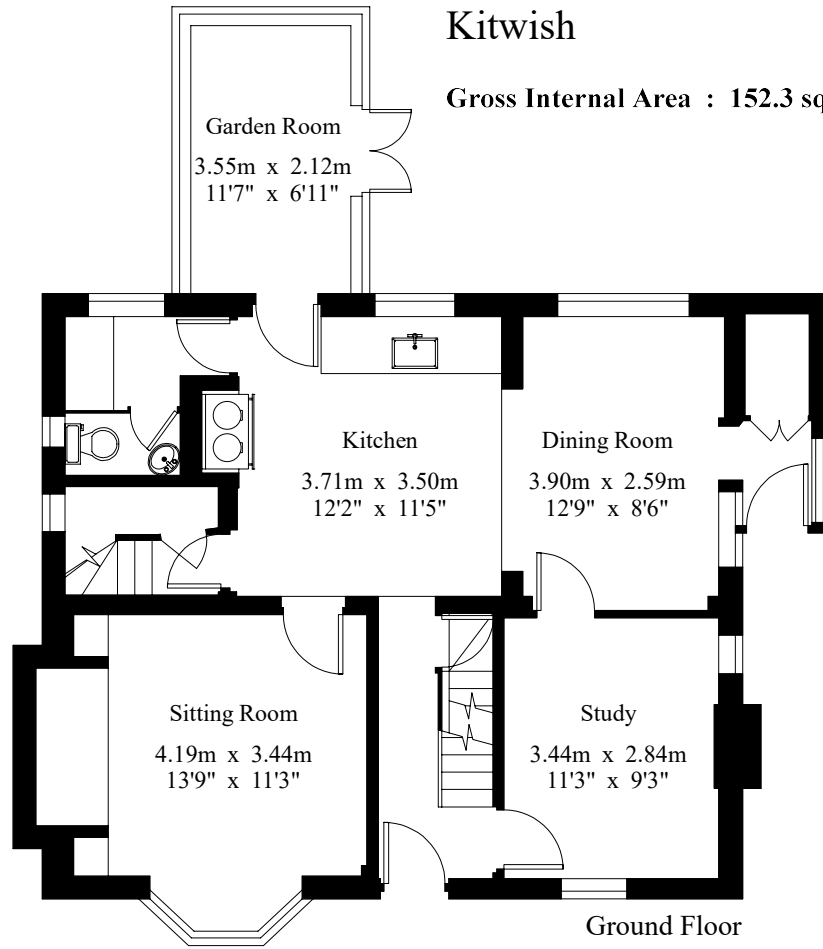 Kitwish
Gross Internal Area : 152.3 sq
Garden Room
3.55m x 2.12m
11'7" x 6'11"
Kitchen
3.71m x 3.50m
12'2" x 11'5"
Dining Room
3.90m x 2.59m
12'9" x 8'6"
Sitting Room
4.19m x 3.44m
13'9" x 11'3"
Study
3.44m x 2.84m
11'3" x 9'3"
Ground Floor